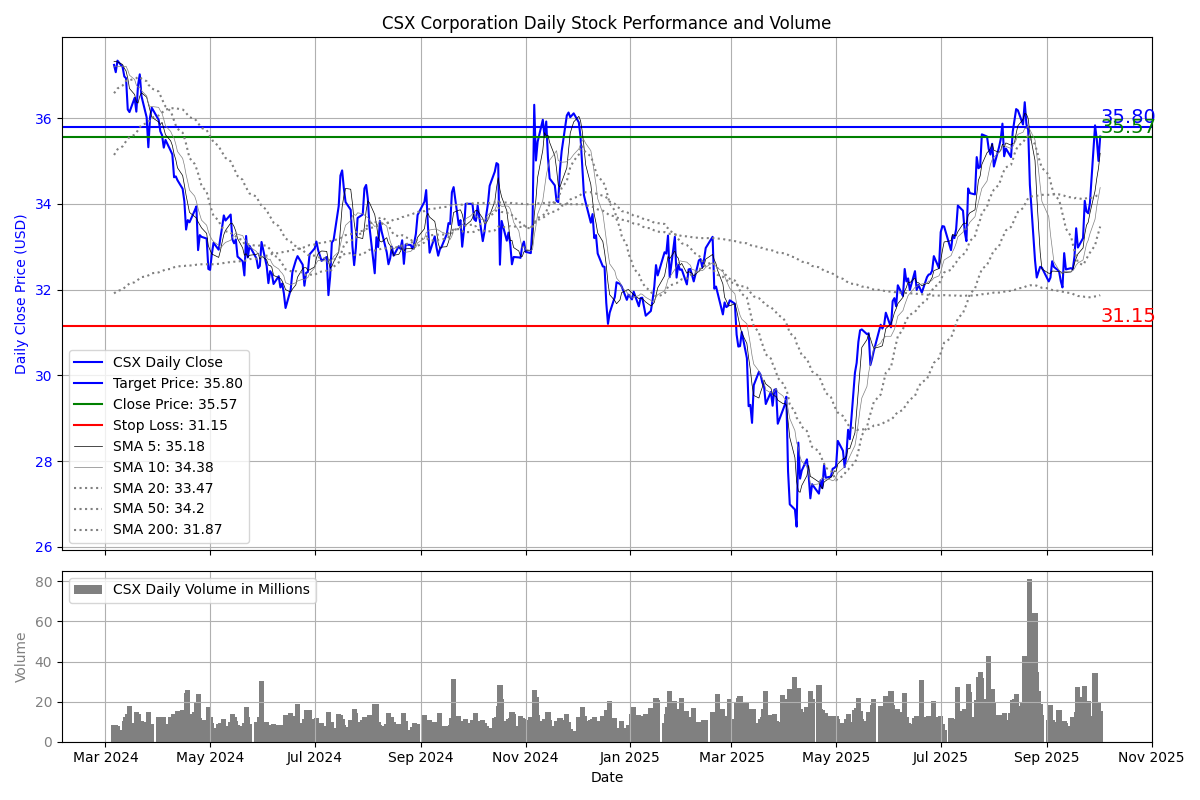 CSX Corporation Daily Stock Performance and Volume
Daily Close Price (USD)
36
34
32
30
28
26
35.80
35.57
31.15
CSX Daily Close
Target Price: 35.80
Close Price: 35.57
Stop Loss: 31.15
SMA 5: 35.18
SMA 10: 34.38
SMA 20: 33.47
SMA 50: 34.2
SMA 200: 31.87
Volume
80
60
40
20
0
CSX Daily Volume in Millions
Mar 2024 May 2024 Jul 2024 Sep 2024 Nov 2024 Jan 2025 Mar 2025 May 2025 Jul 2025 Sep 2025 Nov 2025
Date